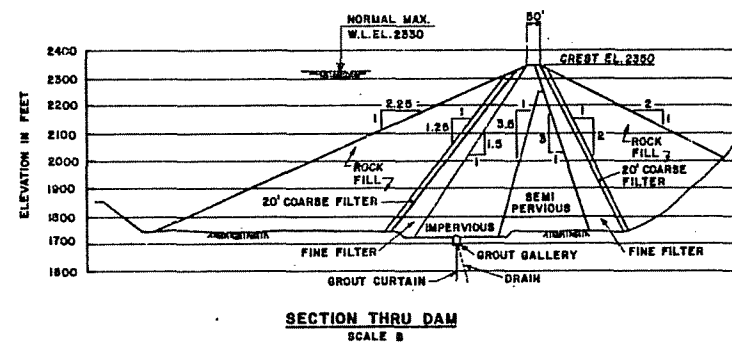 50'
NORMAL MAX.
W.L.EL.2330
CREST EL.2350
ELEVATION IN FEET
2400
2300
2200
2100
2000
1900
1800
1700
1600
2.25
1
1
1.25
1
1.5
1
3.5
1
3
1
1
2
2
1
ROCK FILL
ROCK FILL
20' COARSE FILTER
20' COARSE FILTER
SEMI PERVIOUS
IMPERVIOUS
FINE FILTER
FINE FILTER
GROUT GALLERY
GROUT CURTAIN
DRAIN
SECTION THRU DAM
SCALE B